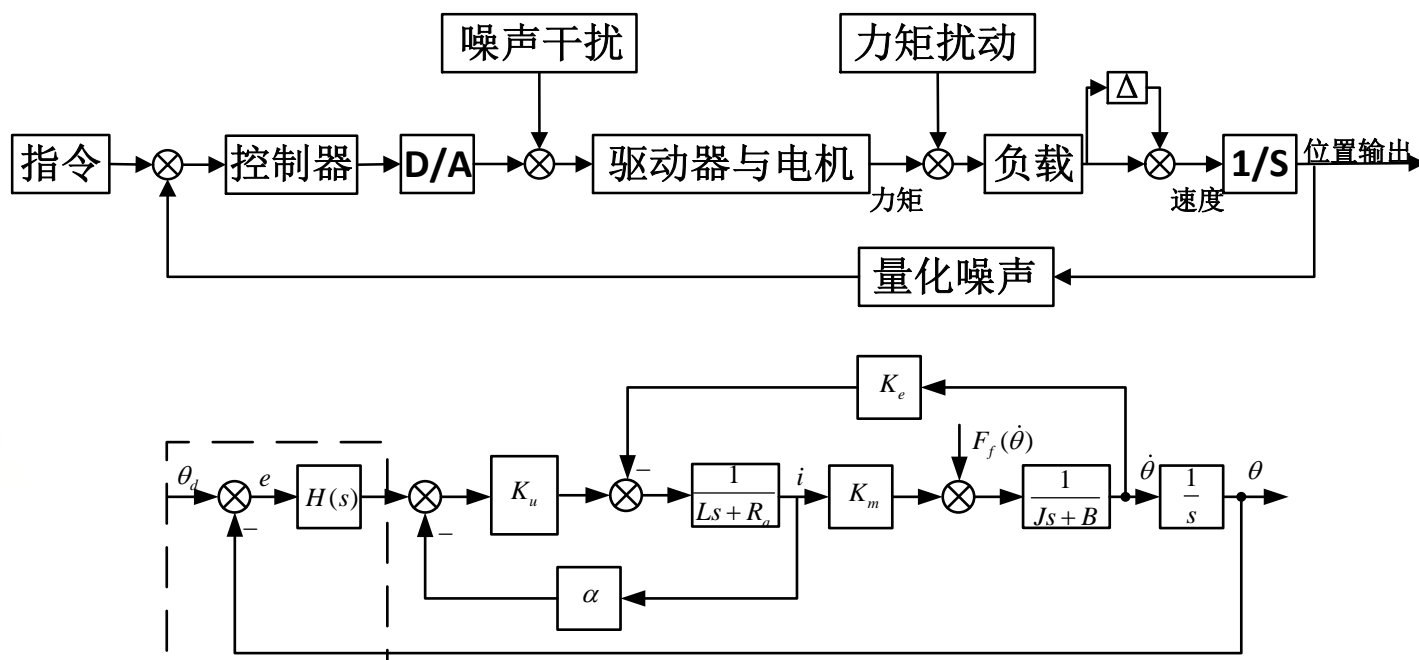 噪声干扰
力矩扰动
Δ
指令
控制器
D/A
驱动器与电机
力矩
负载
速度
1/S
位置输出
量化噪声
K_e
F_f(θ̇)
θ_d
e
H(s)
K_u
1/(Ls + R_a)
i
K_m
1/(Js + B)
θ̇
1/s
θ
−
−
−
α